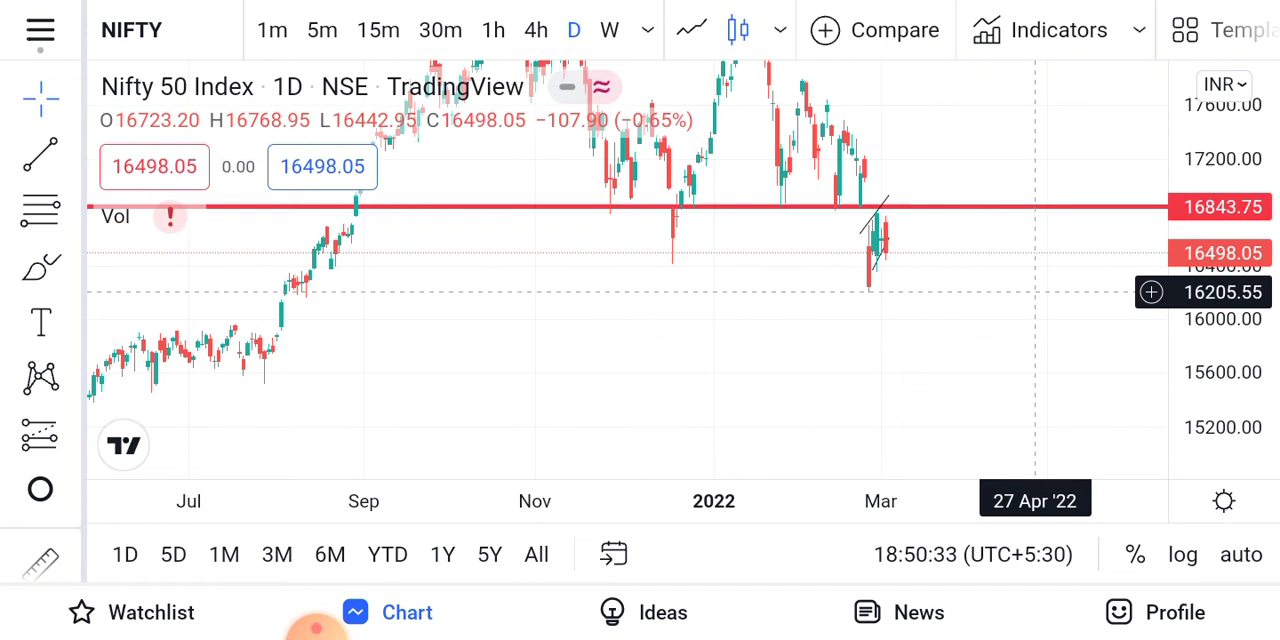 NIFTY 1m 5m 15m 30m 1h 4h D W Compare Indicators Templa
Nifty 50 Index · 1D · NSE · TradingView
INR
O16723.20 H16768.95 L16442.95 C16498.05 −107.90 (−0.65%)
17600.00
16498.05 0.00 16498.05
17200.00
Vol
16843.75
16498.05
16400.00
16205.55
16000.00
15600.00
15200.00
Jul Sep Nov 2022 Mar 27 Apr '22
1D 5D 1M 3M 6M YTD 1Y 5Y All 18:50:33 (UTC+5:30) % log auto
Watchlist Chart Ideas News Profile